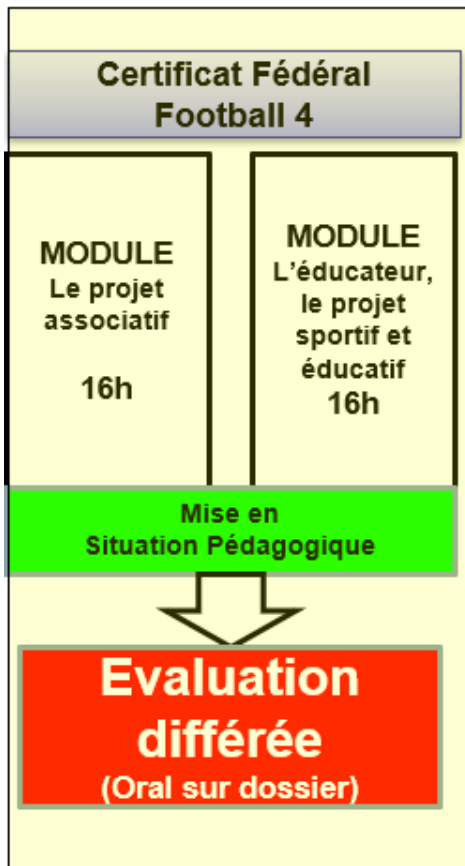 Certificat Fédéral
Football 4
MODULE
Le projet
associatif
16h
MODULE
L'éducateur,
le projet
sportif et
éducatif
16h
Mise en
Situation Pédagogique
Evaluation
différée
(Oral sur dossier)